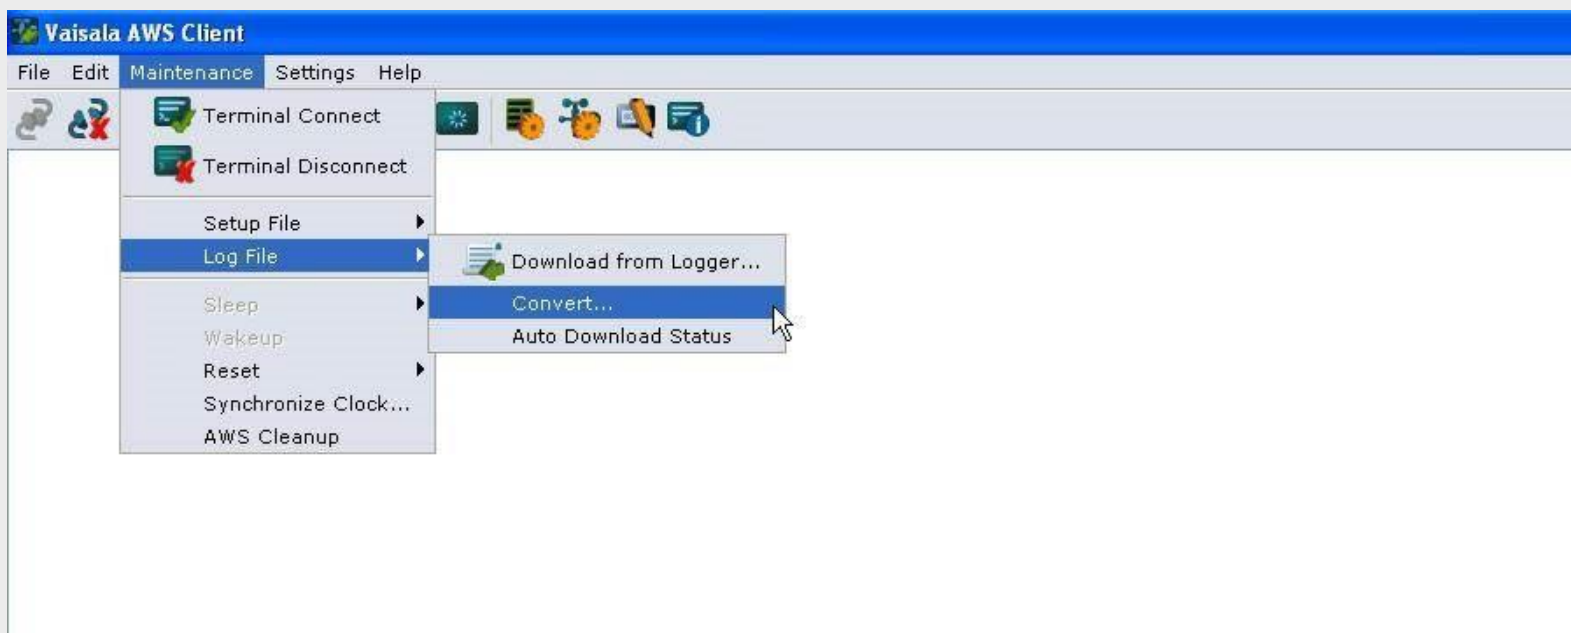 Vaisala AWS Client
File Edit Maintenance Settings Help
Terminal Connect
Terminal Disconnect
Setup File
Log File
Download from Logger...
Convert...
Auto Download Status
Sleep
Wakeup
Reset
Synchronize Clock...
AWS Cleanup